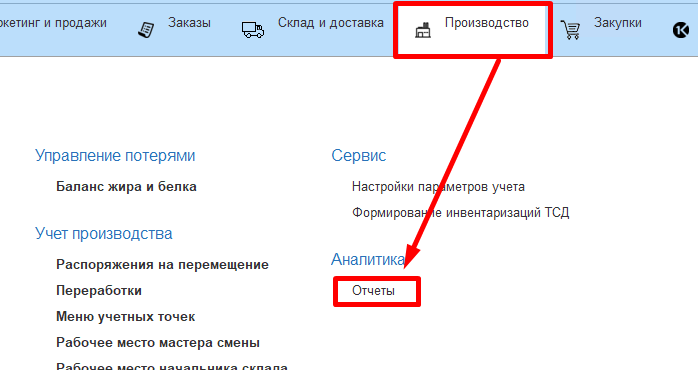 ркетинг и продажи Заказы Склад и доставка Производство Закупки
Управление потерями
Баланс жира и белка
Учет производства
Распоряжения на перемещение
Переработки
Меню учетных точек
Рабочее место мастера смены
Рабочее место начальника склада
Сервис
Настройки параметров учета
Формирование инвентаризаций ТСД
Аналитика
Отчеты